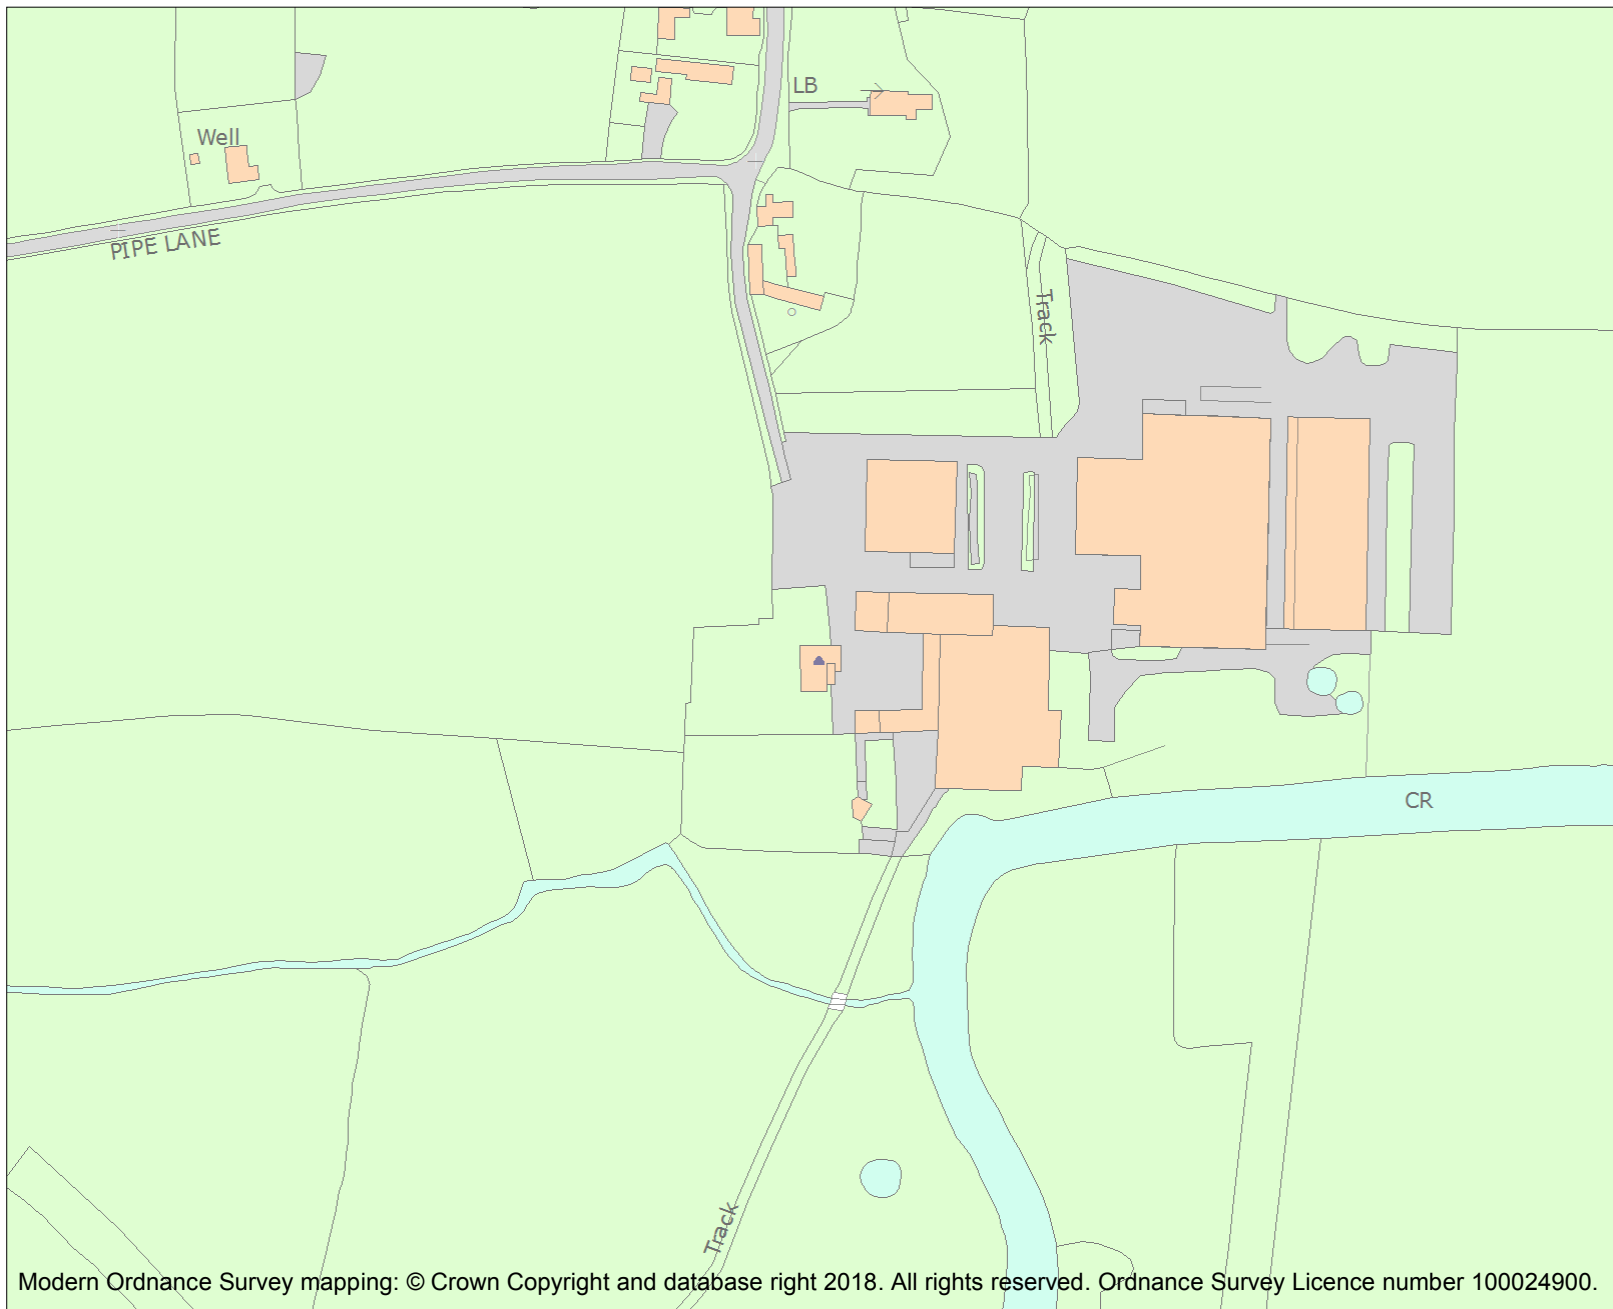 LB
Well
PIPE LANE
Track
CR
Track
Modern Ordnance Survey mapping: © Crown Copyright and database right 2018. All rights reserved. Ordnance Survey Licence number 100024900.